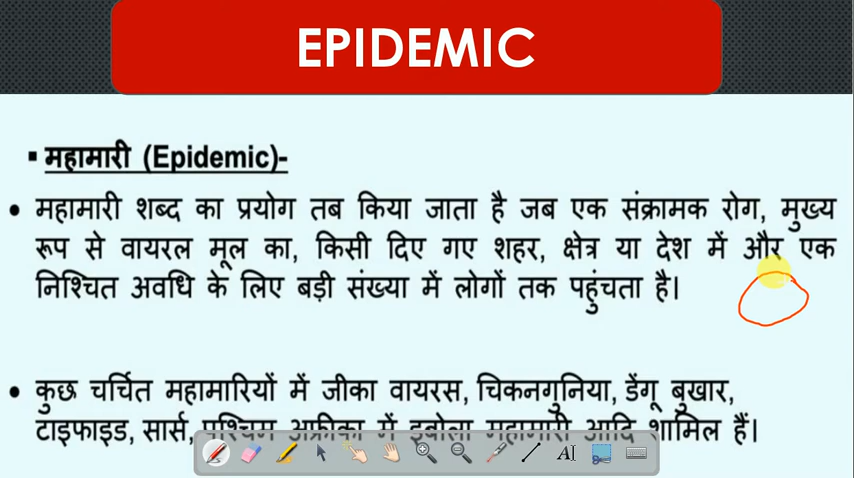 EPIDEMIC
▪ महामारी (Epidemic)-
• महामारी शब्द का प्रयोग तब किया जाता है जब एक संक्रामक रोग, मुख्य
रूप से वायरल मूल का, किसी दिए गए शहर, क्षेत्र या देश में और एक
निश्चित अवधि के लिए बड़ी संख्या में लोगों तक पहुंचता है।
• कुछ चर्चित महामारियों में जीका वायरस, चिकनगुनिया, डेंगू बुखार,
टाइफाइड, सार्स, पश्चिम अफ्रीका में इबोला महामारी आदि शामिल हैं।
AI